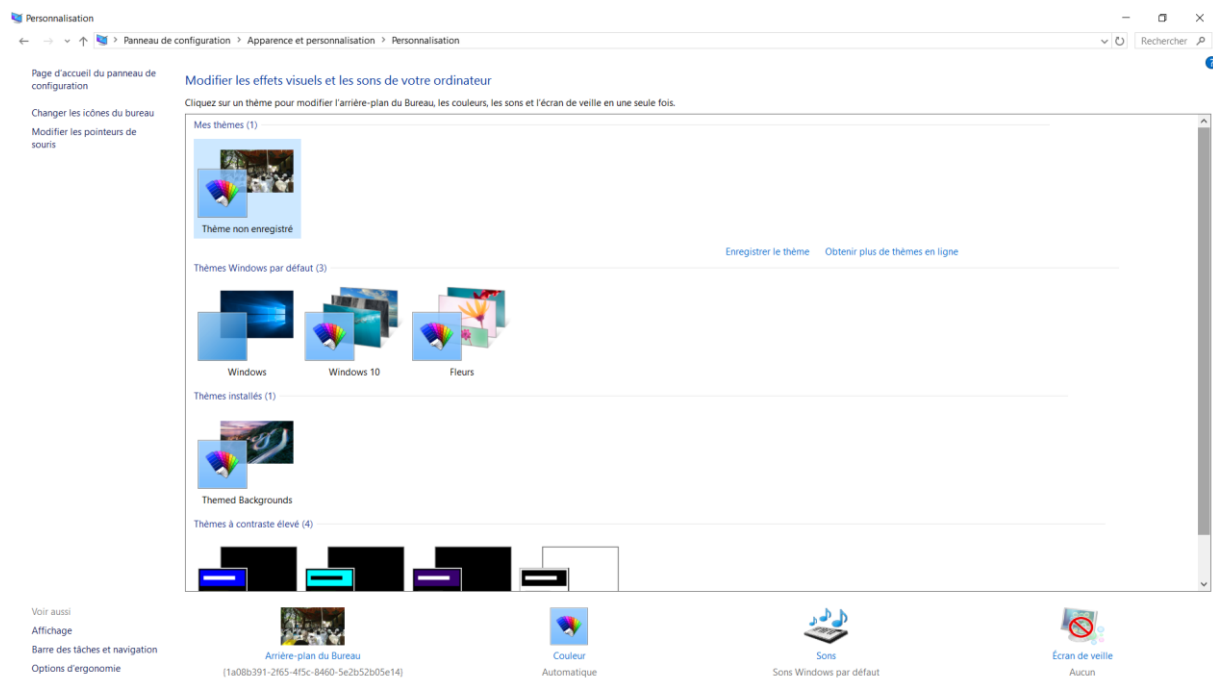 Personnalisation
Panneau de configuration > Apparence et personnalisation > Personnalisation
Rechercher
Page d'accueil du panneau de
configuration
Changer les icônes du bureau
Modifier les pointeurs de
souris
Modifier les effets visuels et les sons de votre ordinateur
Cliquez sur un thème pour modifier l'arrière-plan du Bureau, les couleurs, les sons et l'écran de veille en une seule fois.
Mes thèmes (1)
Thème non enregistré
Enregistrer le thème Obtenir plus de thèmes en ligne
Thèmes Windows par défaut (3)
Windows Windows 10 Fleurs
Thèmes installés (1)
Themed Backgrounds
Thèmes à contraste élevé (4)
Voir aussi
Affichage
Barre des tâches et navigation
Options d'ergonomie
Arrière-plan du Bureau
{1a08b391-2f65-4f5c-8460-5e2b52b05e14}
Couleur
Automatique
Sons
Sons Windows par défaut
Écran de veille
Aucun